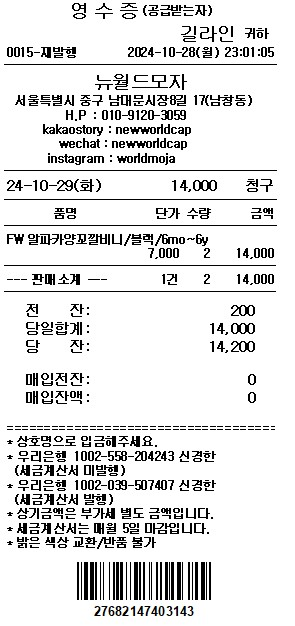 영 수 증 (공급받는자)
길라인 귀하
0015-재발행 2024-10-28(월) 23:01:05
뉴월드모자
서울특별시 중구 남대문시장8길 17(남창동)
H.P : 010-9120-3059
kakaostory : newworldcap
wechat : newworldcap
instagram : worldmoja
24-10-29(화) 14,000 청구
품명 단가 수량 금액
FW 알파카양꼬깔비니/블랙/6mo~6y
7,000 2 14,000
--- 판매소계 --- 1건 2 14,000
전 잔: 200
당일합계: 14,000
당 잔: 14,200
매입전잔: 0
매입잔액: 0
======================================
* 상호명으로 입금해주세요.
* 우리은행 1002-558-204243 신경한
(세금계산서 미발행)
* 우리은행 1002-039-507407 신경한
(세금계산서 발행)
* 상기금액은 부가세 별도 금액입니다.
* 세금계산서는 매월 5일 마감입니다.
* 밝은 색상 교환/반품 불가
27682147403143